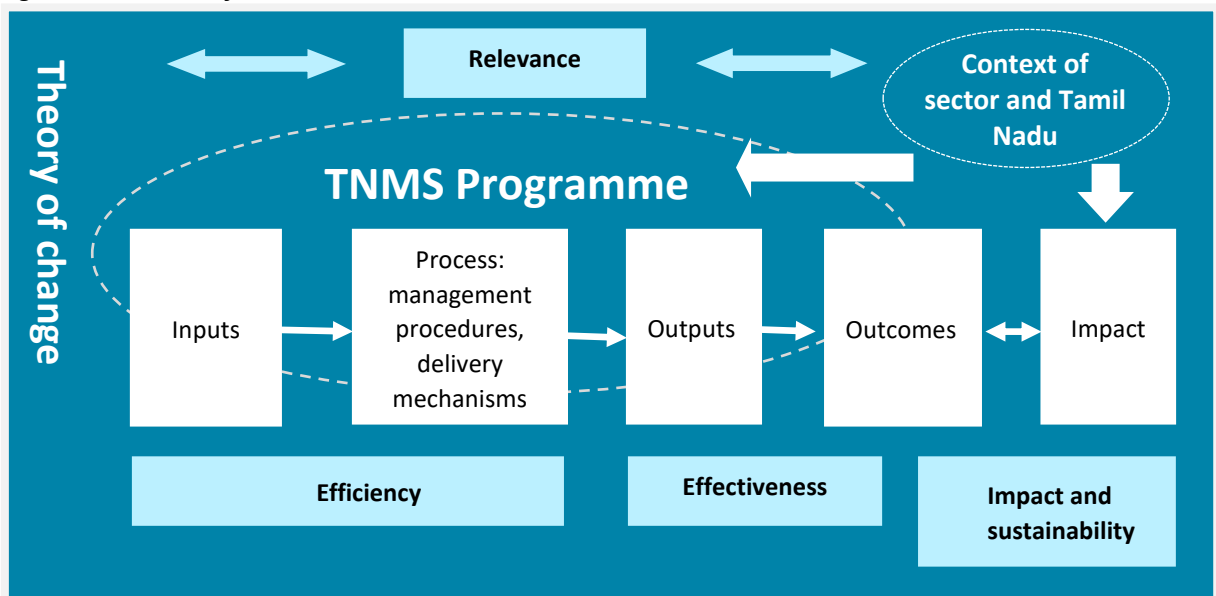 Theory of change
Relevance
Context of
sector and Tamil
Nadu
TNMS Programme
Inputs
Process:
management
procedures,
delivery
mechanisms
Outputs
Outcomes
Impact
Efficiency
Effectiveness
Impact and
sustainability